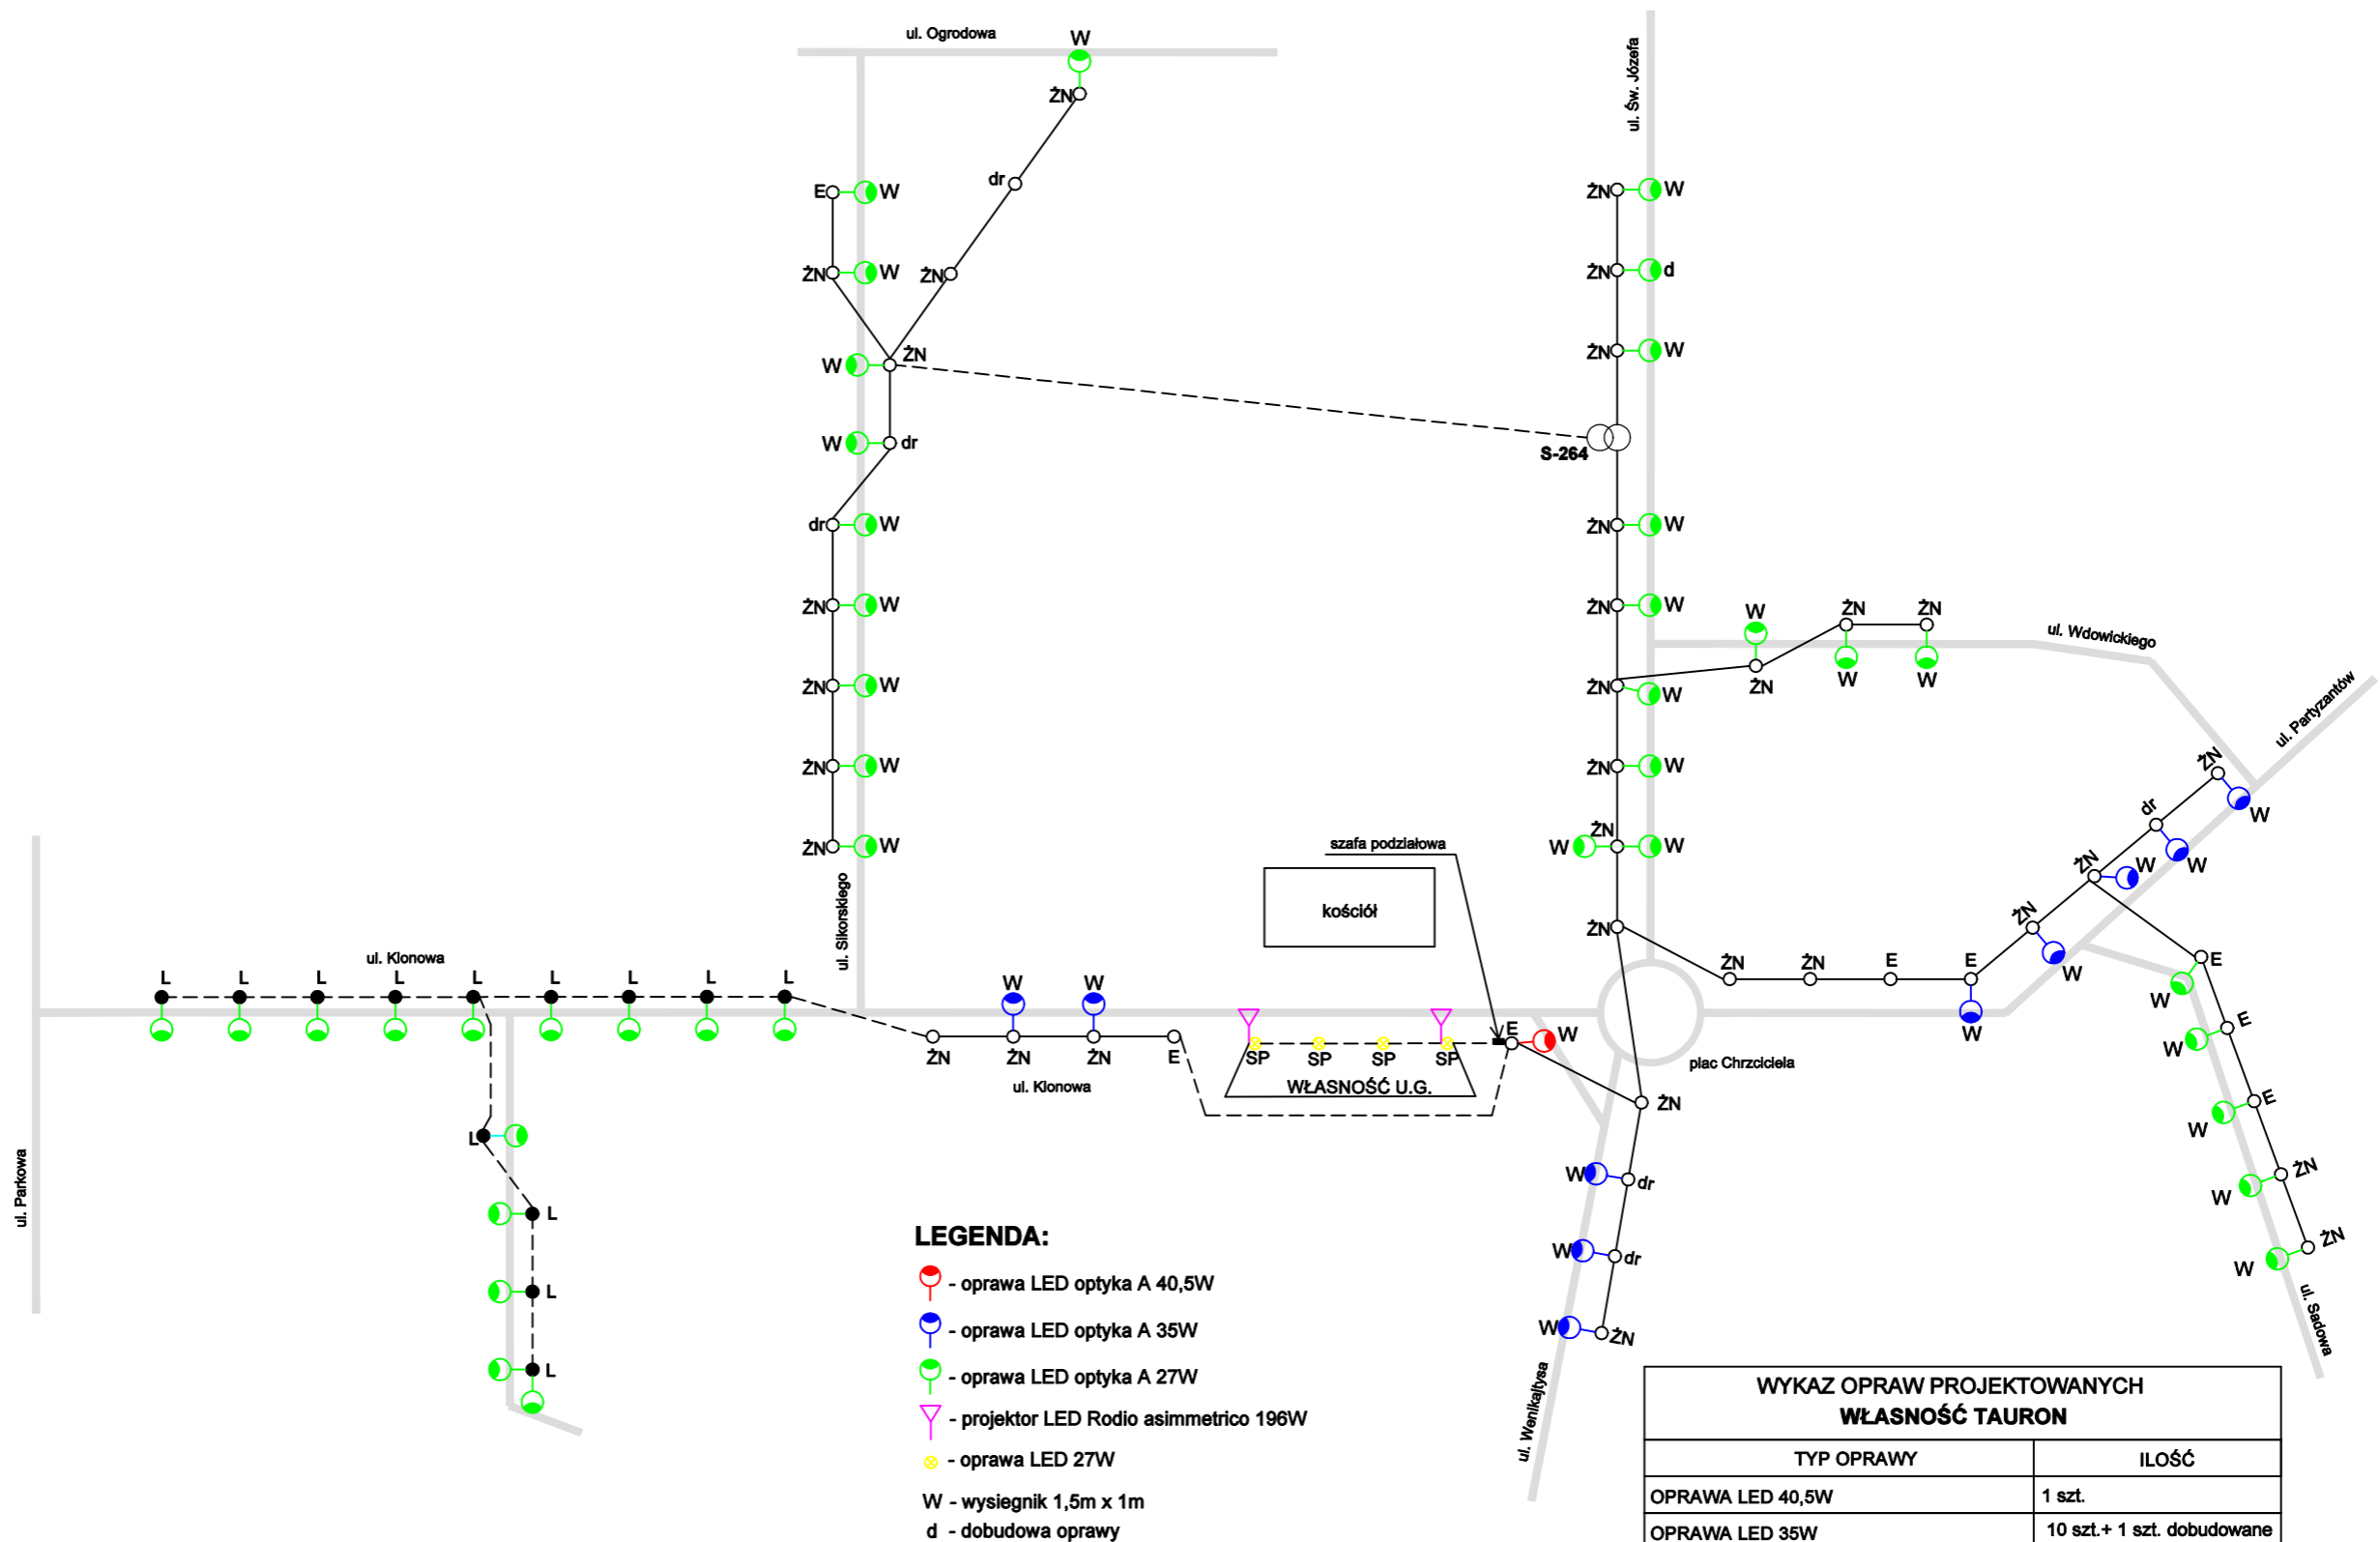 ul. Ogrodowa
W
ŻN
ul. Św. Józefa
dr
E W
ŻN W
ŻN W
ŻN d
ŻN
ŻN
W
ŻN W
W dr
S-264
dr W
ŻN W
ŻN W
ŻN W
W ŻN ŻN
ul. Wdowickiego
ŻN W
ŻN W
ŻN W W
ul. Partyzantów
ŻN W
ŻN W
ŻN W
dr W
ŻN W
ŻN W
szafa podziałowa
W ŻN W
kościół
ul. Sikorskiego
ŻN
ŻN W
ul. Klonowa
L L L L L L L L L
W W
ŻN ŻN E E
W
E
W
ŻN ŻN ŻN E
SP SP SP SP
E W
WŁASNOŚĆ U.G.
ul. Klonowa
plac Chrzciciela
ŻN
E
W
E
W
ul. Parkowa
L
L
L
L
W dr
W dr
W ŻN
ul. Wenikajtysa
ŻN
W
ŻN
W
ul. Sadowa
LEGENDA:
- oprawa LED optyka A 40,5W
- oprawa LED optyka A 35W
- oprawa LED optyka A 27W
- projektor LED Rodio asimmetrico 196W
- oprawa LED 27W
W - wysiegnik 1,5m x 1m
d - dobudowa oprawy
WYKAZ OPRAW PROJEKTOWANYCH
WŁASNOŚĆ TAURON
TYP OPRAWY ILOŚĆ
OPRAWA LED 40,5W 1 szt.
OPRAWA LED 35W 10 szt.+ 1 szt. dobudowane